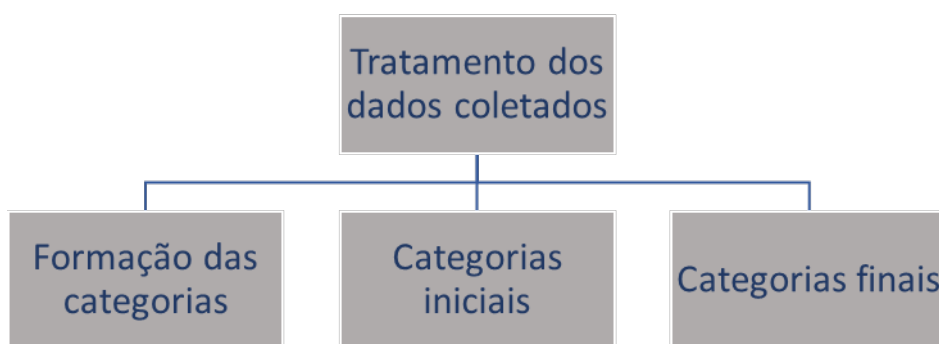 Tratamento dos
dados coletados
Formação das
categorias
Categorias
iniciais
Categorias finais